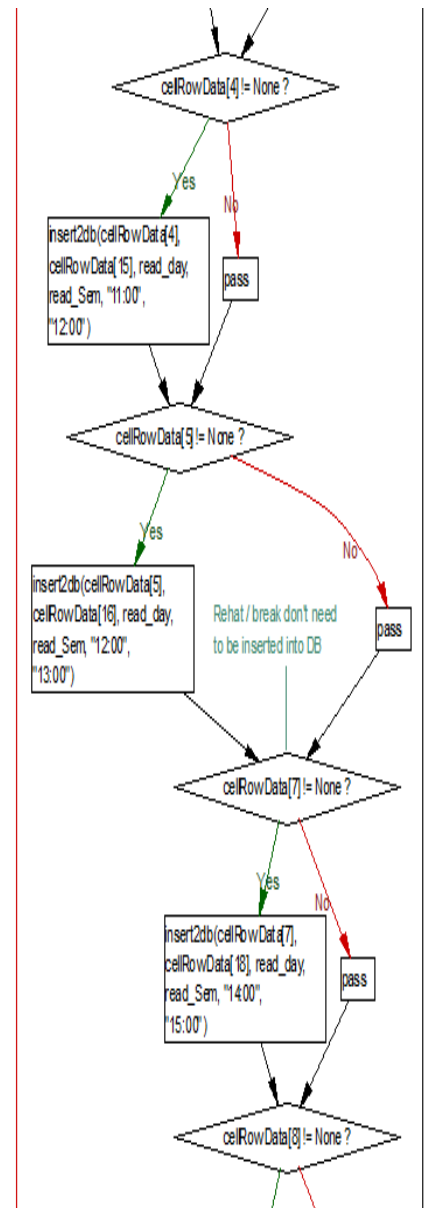 cellRowData[4] != None ?
Yes
No
insert2db(cellRowData[4],
cellRowData[15], read_day,
read_Sem, "11:00",
"12:00")
pass
cellRowData[5] != None ?
Yes
No
insert2db(cellRowData[5],
cellRowData[16], read_day,
read_Sem, "12:00",
"13:00")
Rehat / break don't need
to be inserted into DB
pass
cellRowData[7] != None ?
Yes
No
insert2db(cellRowData[7],
cellRowData[18], read_day,
read_Sem, "14:00",
"15:00")
pass
cellRowData[8] != None ?